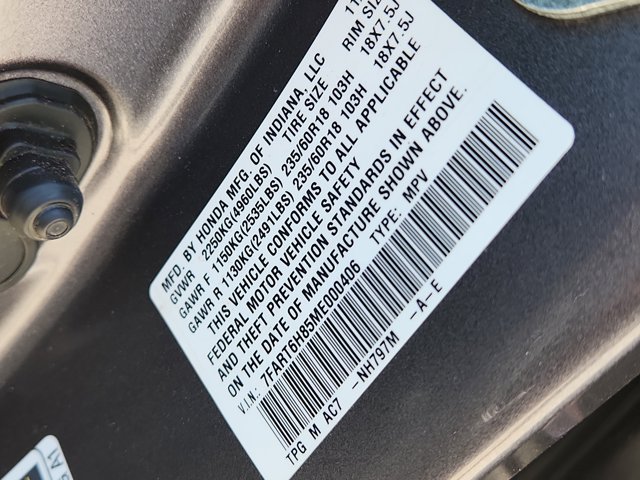 MFD. BY HONDA MFG. OF INDIANA, LLC 11
GVWR 2250KG(4960LBS) TIRE SIZE RIM SIZE
GAWR F 1150KG(2535LBS) 235/60R18 103H 18X7.5J
GAWR R 1130KG(2491LBS) 235/60R18 103H 18X7.5J
THIS VEHICLE CONFORMS TO ALL APPLICABLE
FEDERAL MOTOR VEHICLE SAFETY
AND THEFT PREVENTION STANDARDS IN EFFECT
ON THE DATE OF MANUFACTURE SHOWN ABOVE.
V.I.N.: 7FART6H85ME000406 TYPE: MPV
TPG M AC7 -NH797M -A-E
G A1